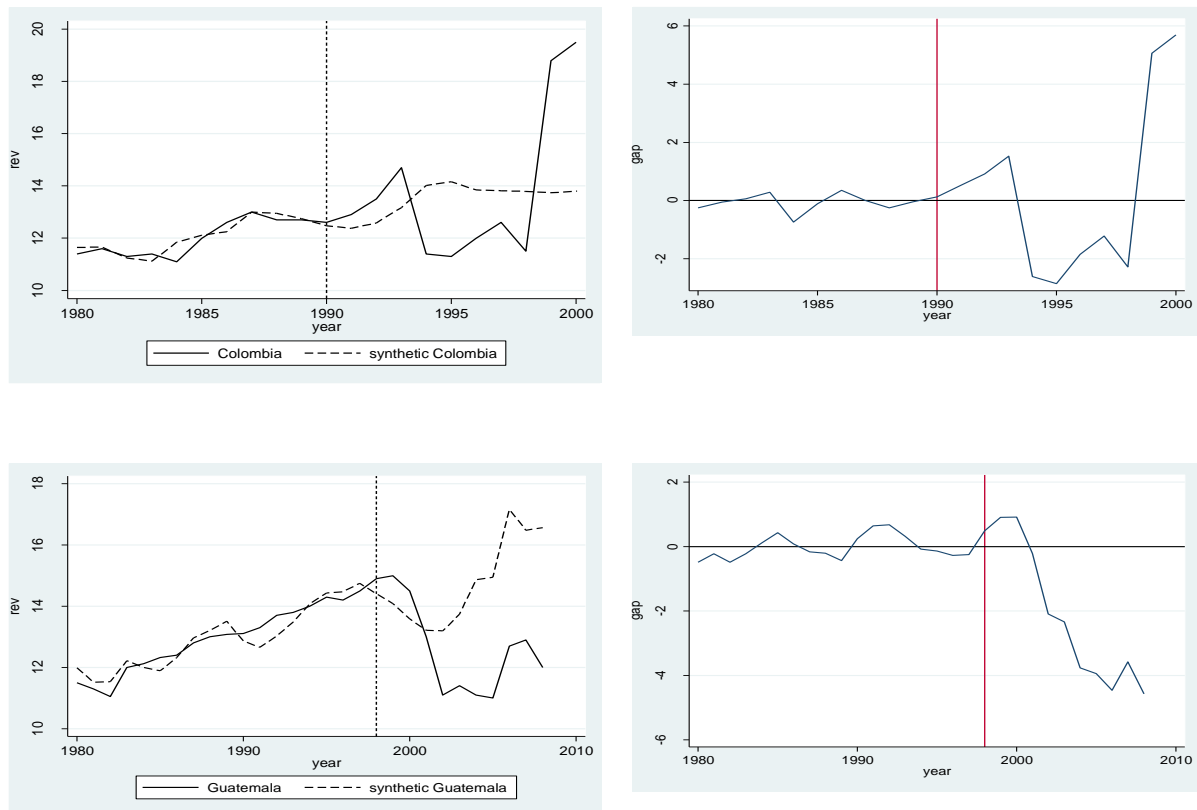 20
18
16
14
12
10
rev
1980 1985 1990 1995 2000
year
Colombia synthetic Colombia
6
4
2
0
-2
gap
1980 1985 1990 1995 2000
year
18
16
14
12
10
rev
1980 1990 2000 2010
year
Guatemala synthetic Guatemala
2
0
-2
-4
-6
gap
1980 1990 2000 2010
year